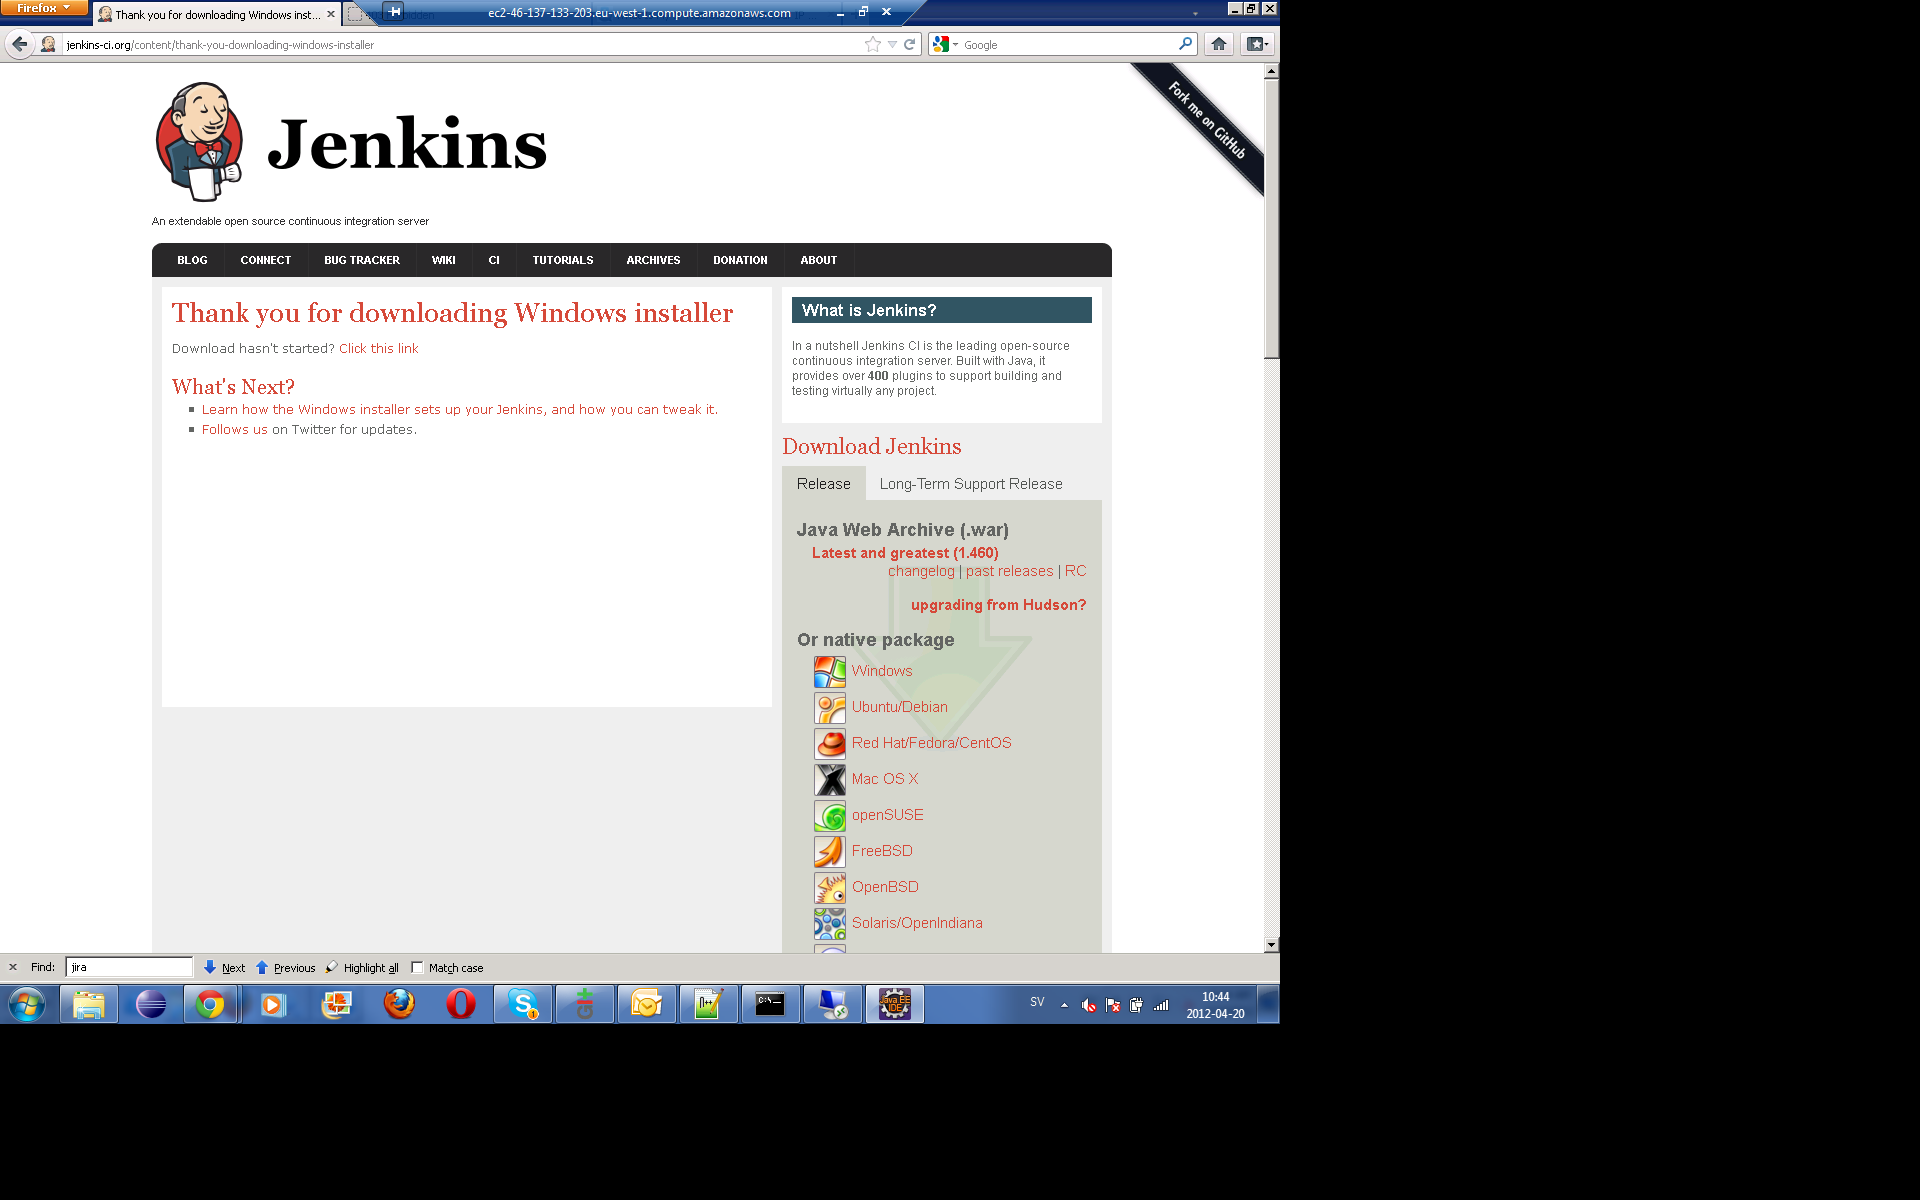 Firefox
Thank you for downloading Windows inst...
ec2-46-137-133-203.eu-west-1.compute.amazonaws.com
jenkins-ci.org/content/thank-you-downloading-windows-installer
Google
Fork me on GitHub
Jenkins
An extendable open source continuous integration server
BLOG CONNECT BUG TRACKER WIKI CI TUTORIALS ARCHIVES DONATION ABOUT
Thank you for downloading Windows installer
Download hasn't started? Click this link
What's Next?
Learn how the Windows installer sets up your Jenkins, and how you can tweak it.
Follows us on Twitter for updates.
What is Jenkins?
In a nutshell Jenkins CI is the leading open-source
continuous integration server. Built with Java, it
provides over 400 plugins to support building and
testing virtually any project.
Download Jenkins
Release Long-Term Support Release
Java Web Archive (.war)
Latest and greatest (1.460)
changelog | past releases | RC
upgrading from Hudson?
Or native package
Windows
Ubuntu/Debian
Red Hat/Fedora/CentOS
Mac OS X
openSUSE
FreeBSD
OpenBSD
Solaris/OpenIndiana
Find: jira Next Previous Highlight all Match case
Java EE
IDE
SV
10:44
2012-04-20